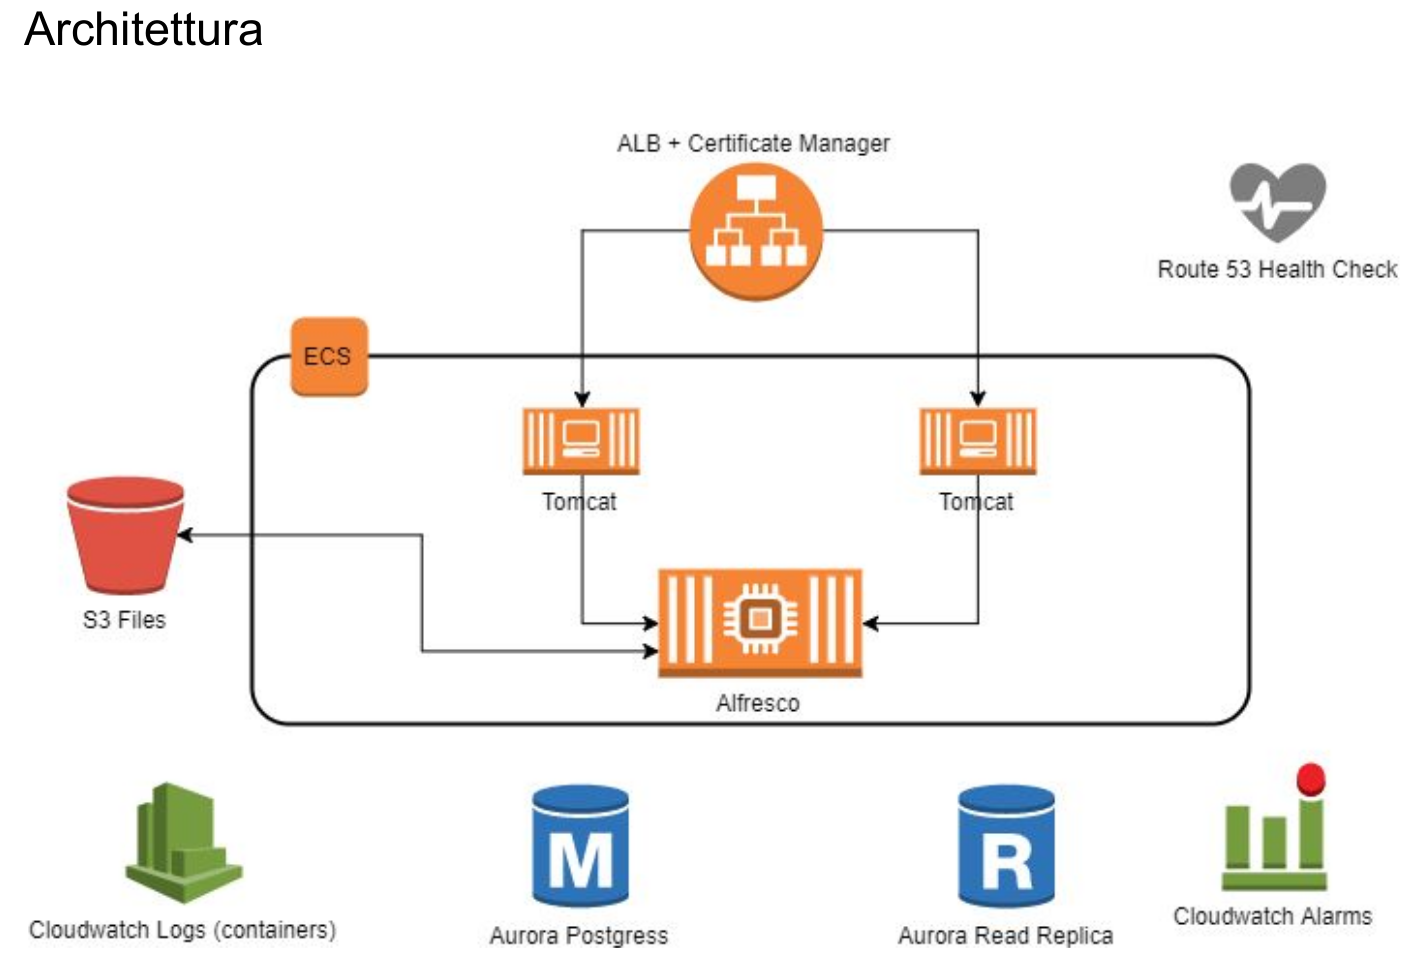 Architettura
ALB + Certificate Manager
Route 53 Health Check
ECS
Tomcat
Tomcat
S3 Files
Alfresco
M
R
Cloudwatch Logs (containers)
Aurora Postgress
Aurora Read Replica
Cloudwatch Alarms